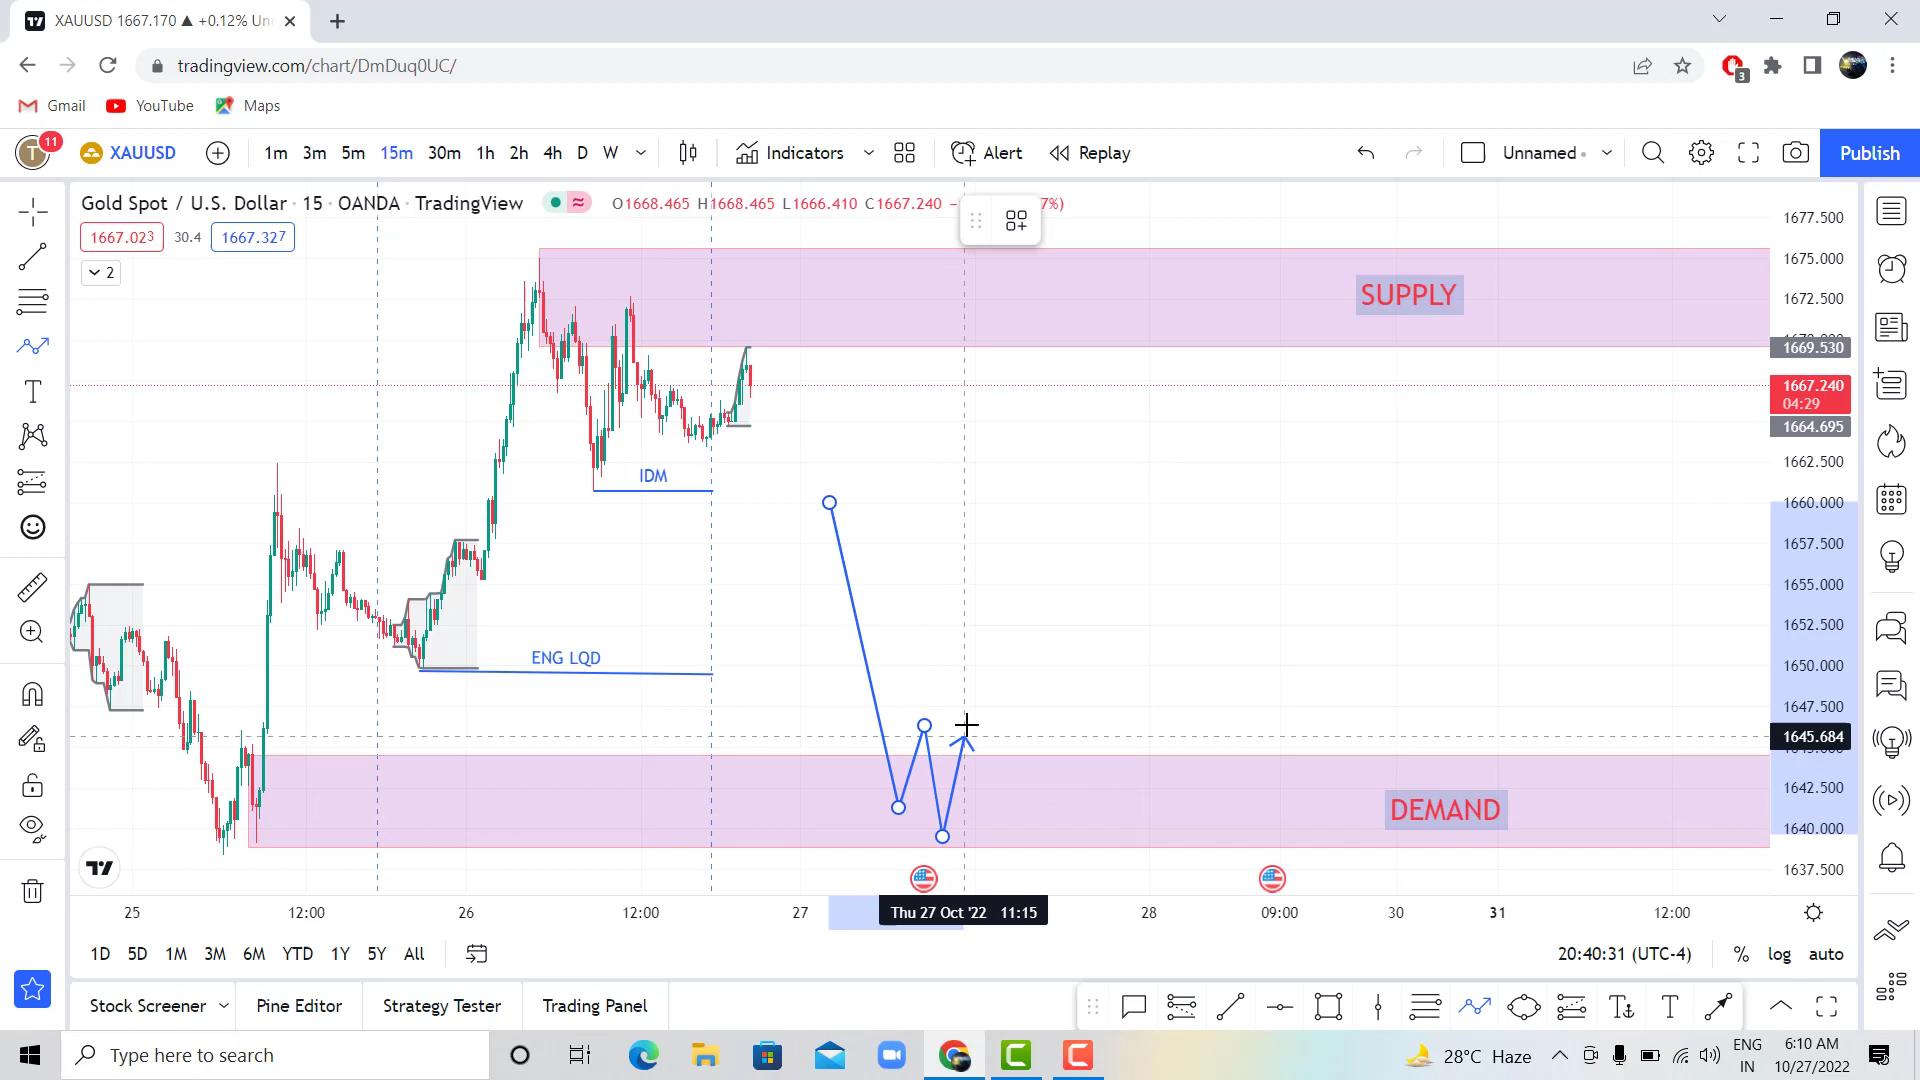 XAUUSD 1667.170 ▲ +0.12% Un
tradingview.com/chart/DmDuq0UC/
3
Gmail YouTube Maps
T 11 XAUUSD 1m 3m 5m 15m 30m 1h 2h 4h D W Indicators Alert Replay Unnamed Publish
Gold Spot / U.S. Dollar · 15 · OANDA · TradingView O1668.465 H1668.465 L1666.410 C1667.240 7%)
1667.023 30.4 1667.327
2
SUPPLY
IDM
ENG LQD
DEMAND
1677.500
1675.000
1672.500
1669.530
1667.240
04:29
1664.695
1662.500
1660.000
1657.500
1655.000
1652.500
1650.000
1647.500
1645.684
1642.500
1640.000
1637.500
25 12:00 26 12:00 27 Thu 27 Oct '22 11:15 28 09:00 30 31 12:00
1D 5D 1M 3M 6M YTD 1Y 5Y All 20:40:31 (UTC-4) % log auto
Stock Screener Pine Editor Strategy Tester Trading Panel
Type here to search 28°C Haze ENG IN 6:10 AM 10/27/2022